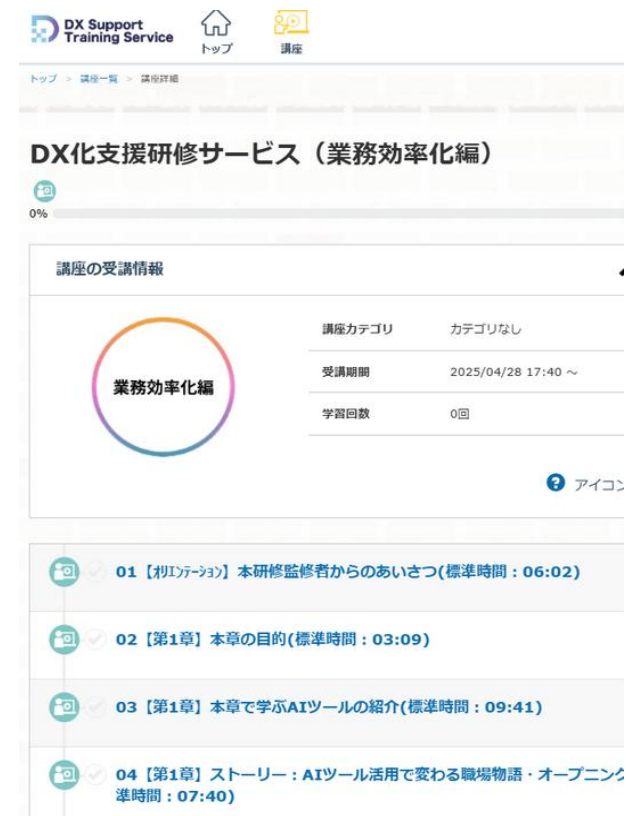 DX Support
Training Service
トップ
講座
トップ > 講座一覧 > 講座詳細
DX化支援研修サービス（業務効率化編）
0%
講座の受講情報
業務効率化編
講座カテゴリ カテゴリなし
受講期間 2025/04/28 17:40 ～
学習回数 0回
? アイコン
01【ｵﾘｴﾝﾃｰｼｮﾝ】本研修監修者からのあいさつ(標準時間：06:02)
02【第1章】本章の目的(標準時間：03:09)
03【第1章】本章で学ぶAIツールの紹介(標準時間：09:41)
04【第1章】ストーリー：AIツール活用で変わる職場物語・オープニング
準時間：07:40)